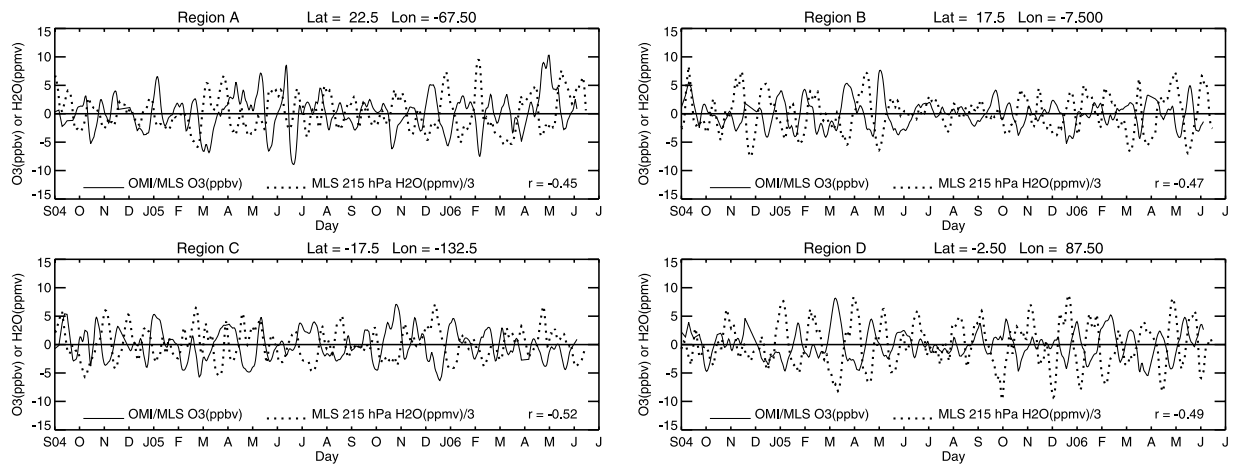 Region A Lat = 22.5 Lon = -67.50
O3(ppbv) or H2O(ppmv)
15
10
5
0
-5
-10
-15
OMI/MLS O3(ppbv) MLS 215 hPa H2O(ppmv)/3 r = -0.45
S04 O N D J05 F M A M J J A S O N D J06 F M A M J J
Day
Region B Lat = 17.5 Lon = -7.500
O3(ppbv) or H2O(ppmv)
15
10
5
0
-5
-10
-15
OMI/MLS O3(ppbv) MLS 215 hPa H2O(ppmv)/3 r = -0.47
S04 O N D J05 F M A M J J A S O N D J06 F M A M J J
Day
Region C Lat = -17.5 Lon = -132.5
O3(ppbv) or H2O(ppmv)
15
10
5
0
-5
-10
-15
OMI/MLS O3(ppbv) MLS 215 hPa H2O(ppmv)/3 r = -0.52
S04 O N D J05 F M A M J J A S O N D J06 F M A M J J
Day
Region D Lat = -2.50 Lon = 87.50
O3(ppbv) or H2O(ppmv)
15
10
5
0
-5
-10
-15
OMI/MLS O3(ppbv) MLS 215 hPa H2O(ppmv)/3 r = -0.49
S04 O N D J05 F M A M J J A S O N D J06 F M A M J J
Day